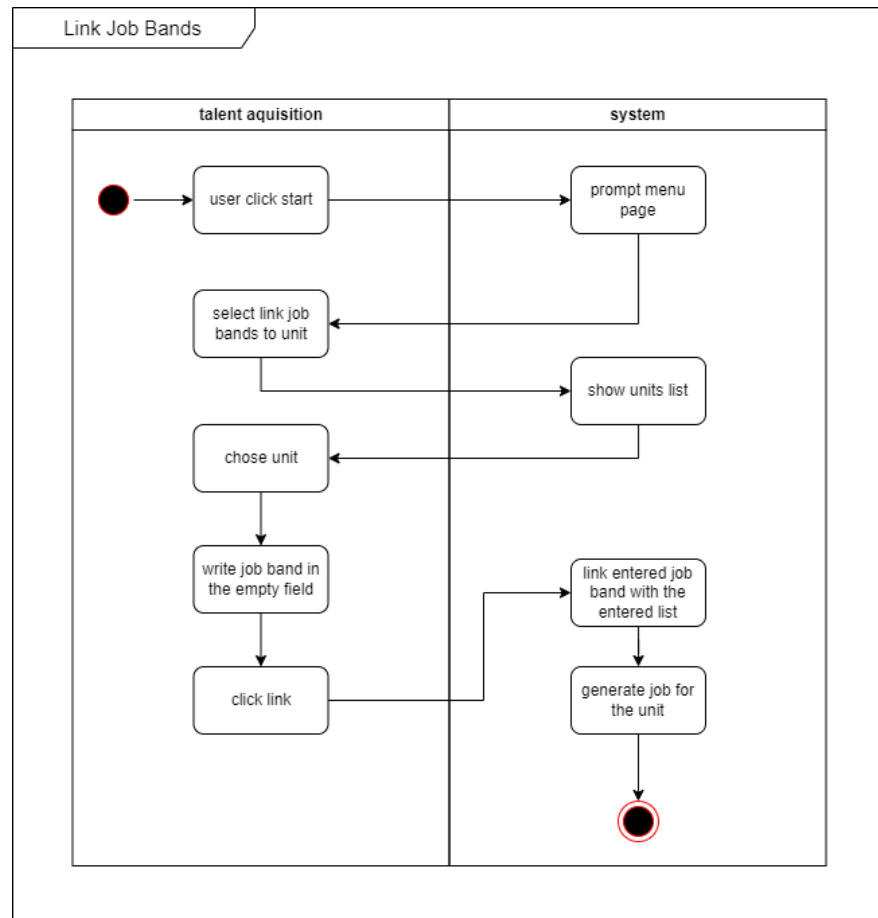 Link Job Bands
talent aquisition
system
user click start
prompt menu
page
select link job
bands to unit
show units list
chose unit
write job band in
the empty field
link entered job
band with the
entered list
click link
generate job for
the unit